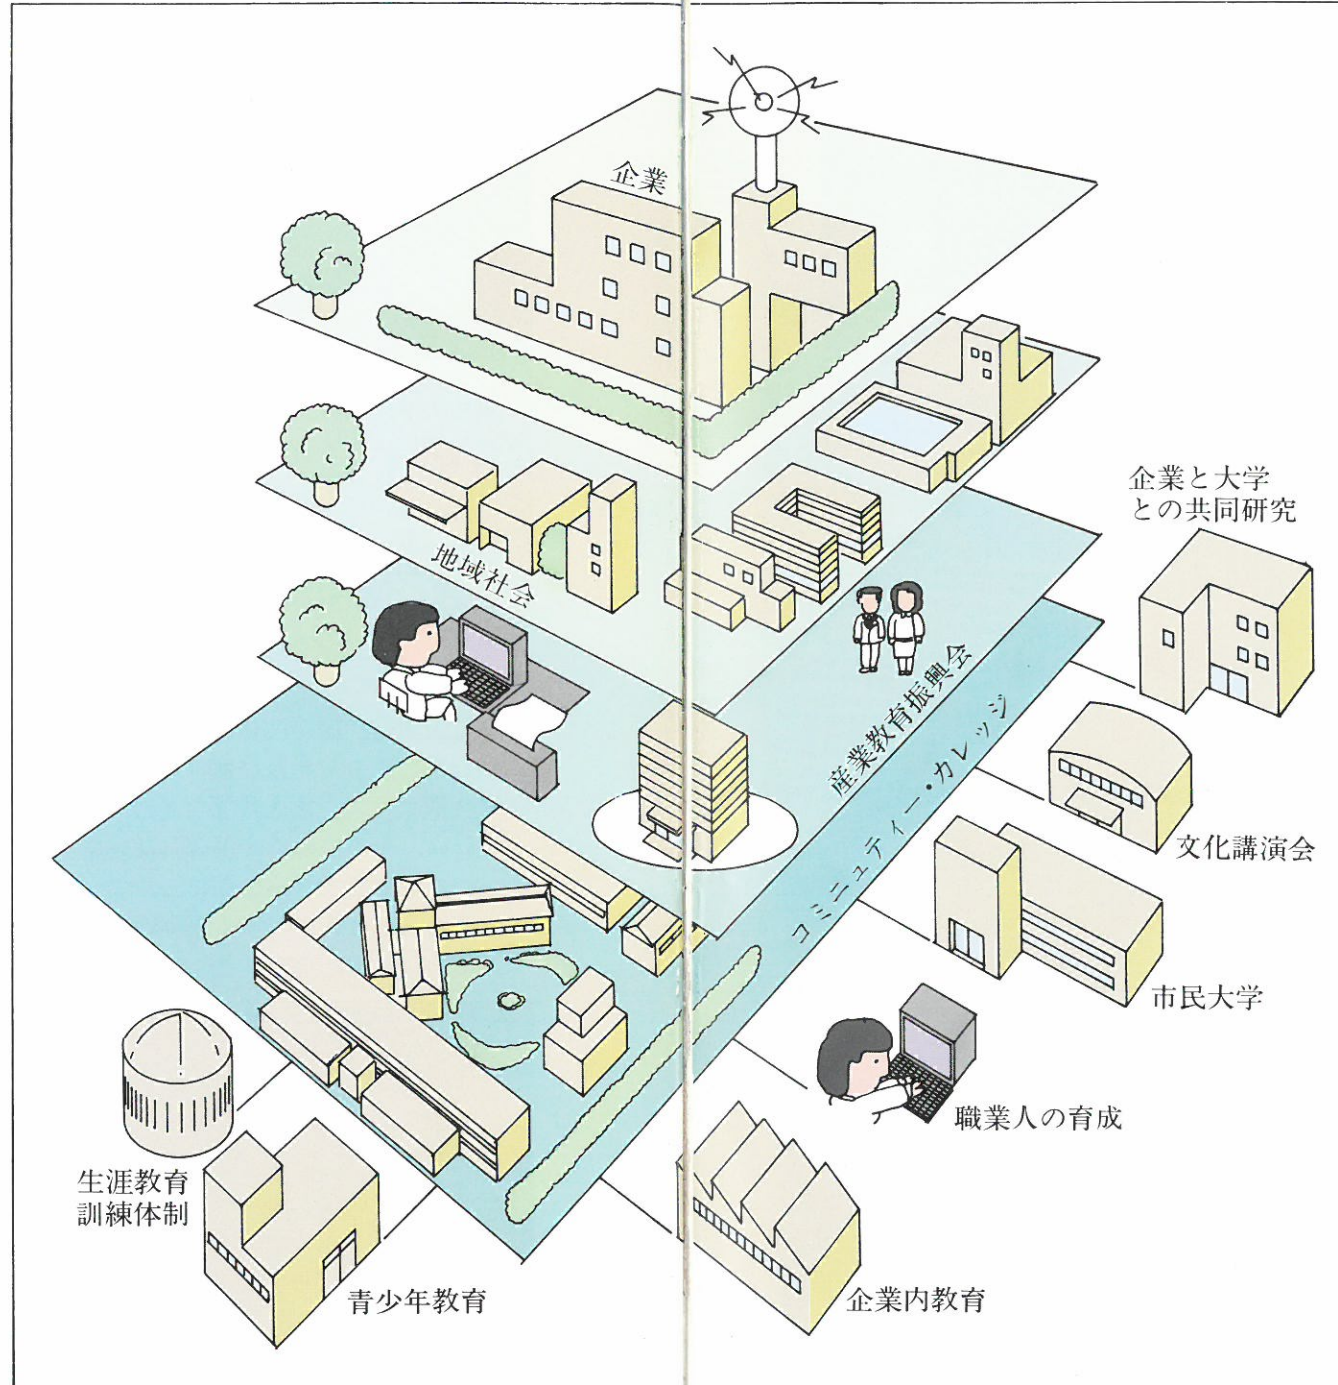 企業
地域社会
産業教育振興会
コミニュティー・カレッジ
企業と大学
との共同研究
文化講演会
市民大学
職業人の育成
企業内教育
青少年教育
生涯教育
訓練体制